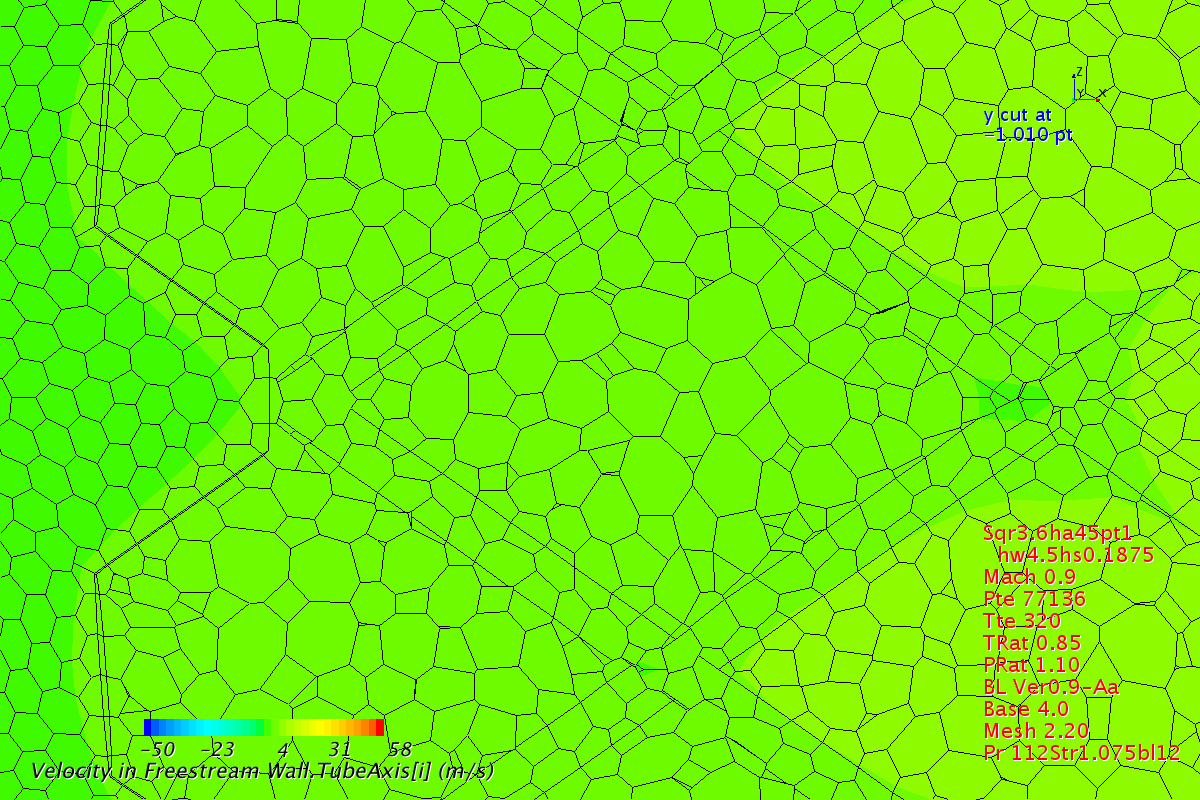 Z
Y X
y cut at
=1.010 pt
Sqr3.6ha45pt1
hw4.5hs0.1875
Mach 0.9
Pte 77136
Tte 320
TRat 0.85
PRat 1.10
BL Ver0.9-Aa
Base 4.0
Mesh 2.20
Pr 112Str1.075bl12
-50 -23 4 31 58
Velocity in Freestream Wall.TubeAxis[i] (m/s)